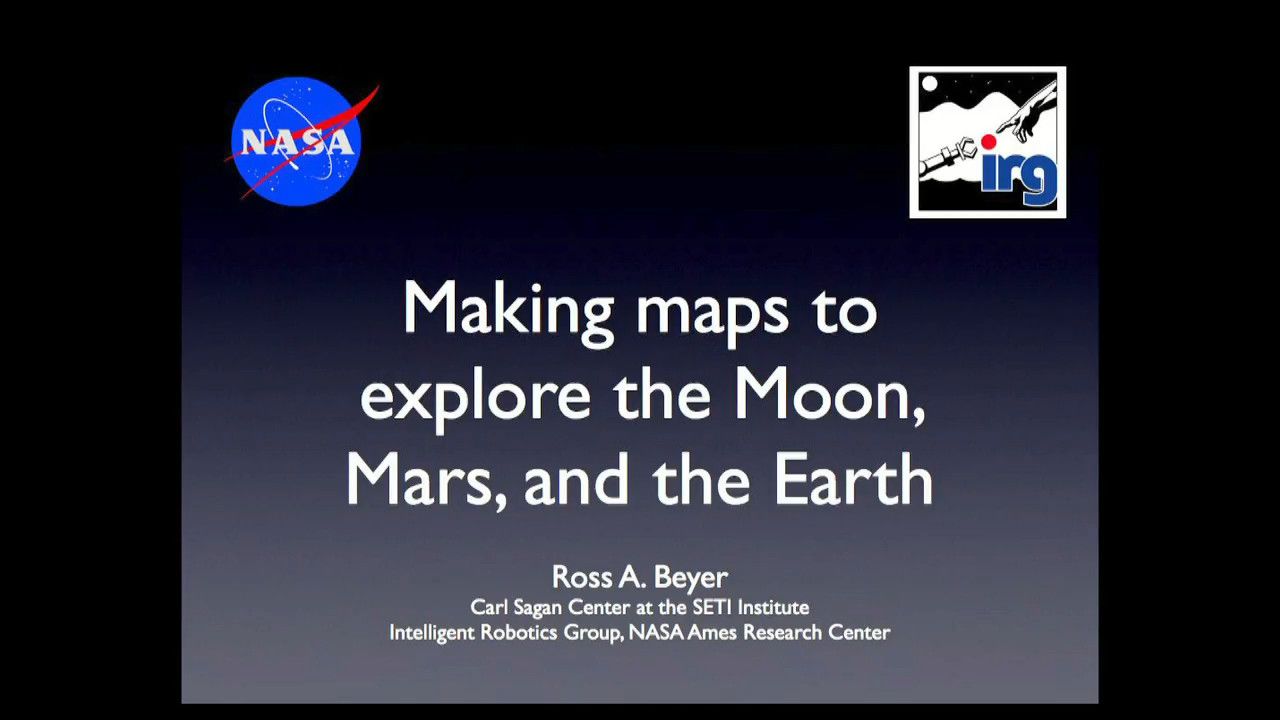 NASA
irg
Making maps to
explore the Moon,
Mars, and the Earth
Ross A. Beyer
Carl Sagan Center at the SETI Institute
Intelligent Robotics Group, NASA Ames Research Center